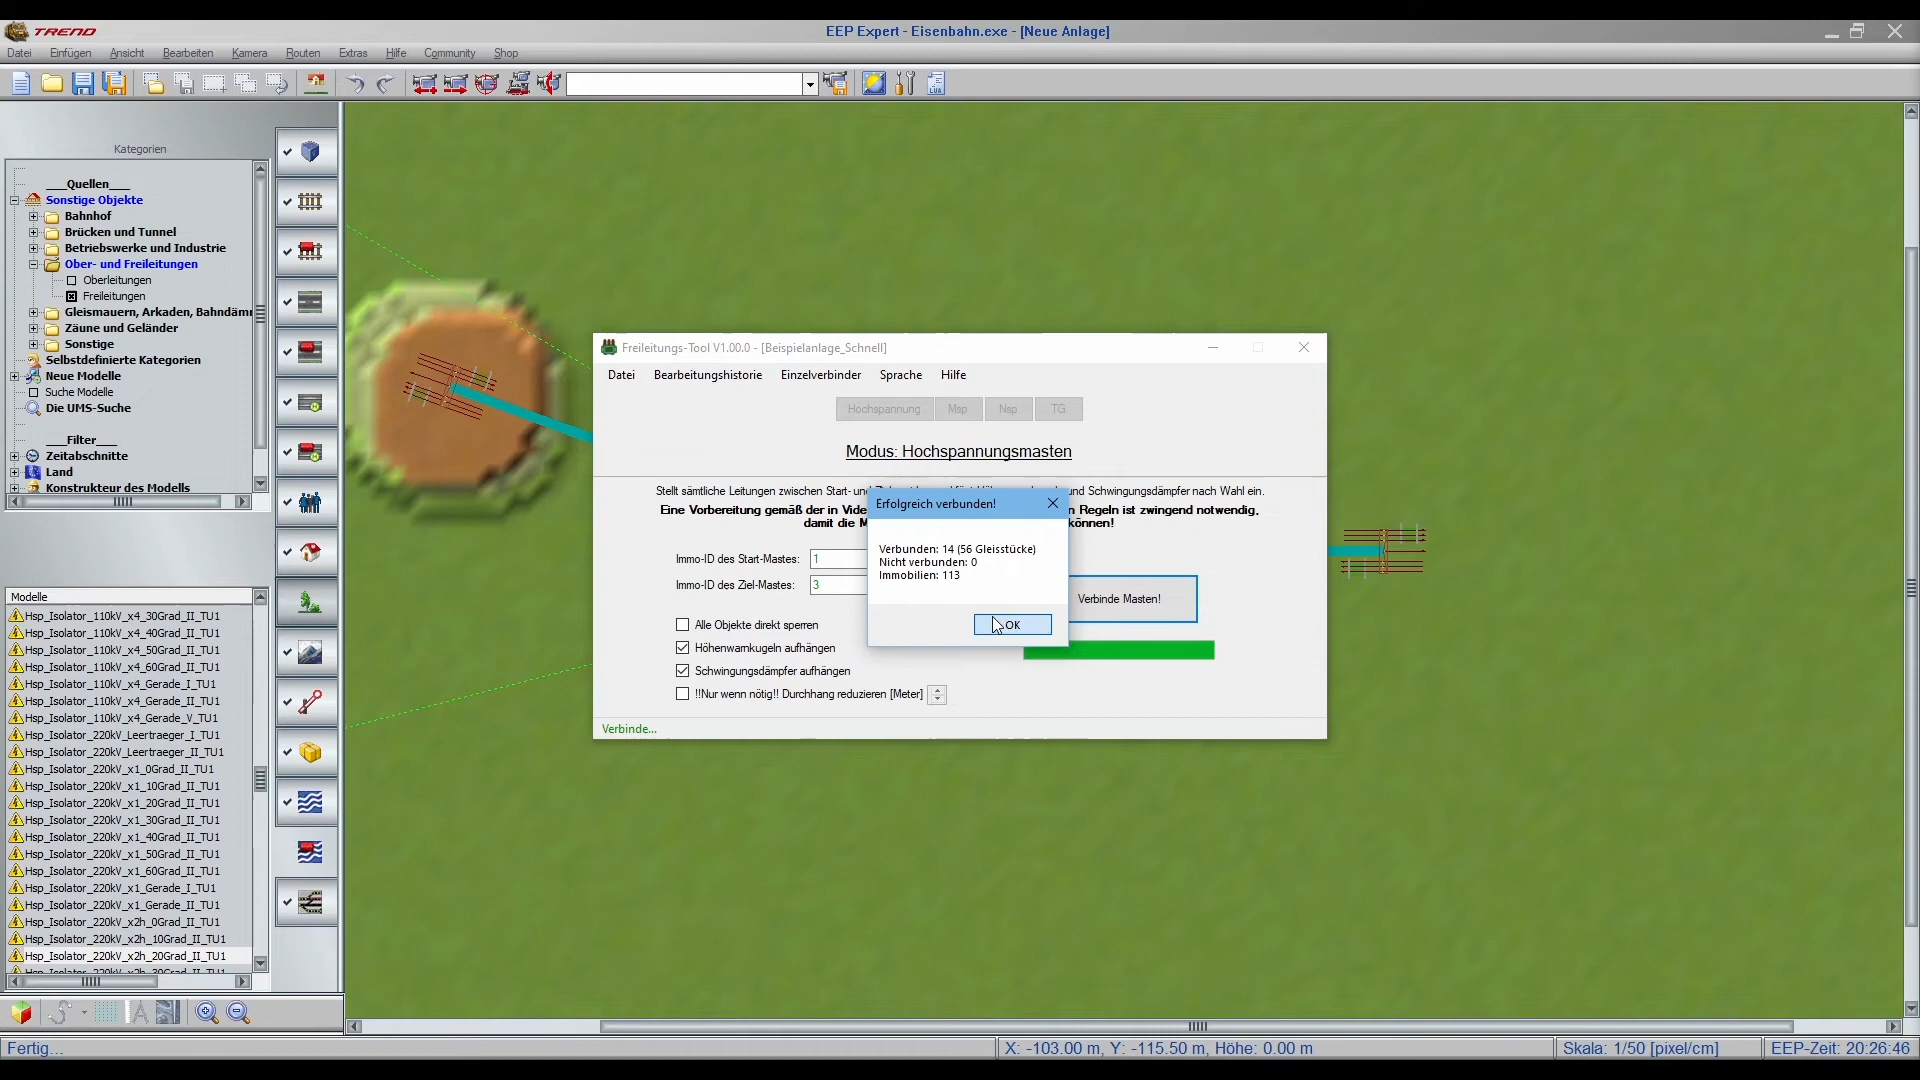 TREND
EEP Expert - Eisenbahn.exe - [Neue Anlage]
Datei Einfügen Ansicht Bearbeiten Kamera Routen Extras Hilfe Community Shop
Kategorien
___Quellen___
Sonstige Objekte
Bahnhof
Brücken und Tunnel
Betriebswerke und Industrie
Ober- und Freileitungen
Oberleitungen
Freileitungen
Gleismauern, Arkaden, Bahndäm
Zäune und Geländer
Sonstige
Selbstdefinierte Kategorien
Neue Modelle
Suche Modelle
Die UMS-Suche
___Filter___
Zeitabschnitte
Land
Konstrukteur des Modells
Modelle
Hsp_Isolator_110kV_x4_30Grad_II_TU1
Hsp_Isolator_110kV_x4_40Grad_II_TU1
Hsp_Isolator_110kV_x4_50Grad_II_TU1
Hsp_Isolator_110kV_x4_60Grad_II_TU1
Hsp_Isolator_110kV_x4_Gerade_I_TU1
Hsp_Isolator_110kV_x4_Gerade_II_TU1
Hsp_Isolator_110kV_x4_Gerade_V_TU1
Hsp_Isolator_220kV_Leertraeger_I_TU1
Hsp_Isolator_220kV_Leertraeger_II_TU1
Hsp_Isolator_220kV_x1_0Grad_II_TU1
Hsp_Isolator_220kV_x1_10Grad_II_TU1
Hsp_Isolator_220kV_x1_20Grad_II_TU1
Hsp_Isolator_220kV_x1_30Grad_II_TU1
Hsp_Isolator_220kV_x1_40Grad_II_TU1
Hsp_Isolator_220kV_x1_50Grad_II_TU1
Hsp_Isolator_220kV_x1_60Grad_II_TU1
Hsp_Isolator_220kV_x1_Gerade_I_TU1
Hsp_Isolator_220kV_x1_Gerade_II_TU1
Hsp_Isolator_220kV_x2h_0Grad_II_TU1
Hsp_Isolator_220kV_x2h_10Grad_II_TU1
Hsp_Isolator_220kV_x2h_20Grad_II_TU1
Freileitungs-Tool V1.00.0 - [Beispielanlage_Schnell]
Datei Bearbeitungshistorie Einzelverbinder Sprache Hilfe
Hochspannung Msp Nsp TG
Modus: Hochspannungsmasten
Stellt sämtliche Leitungen zwischen Start- und Schwingungsdämpfer nach Wahl ein.
Eine Vorbereitung gemäß der in Vide n Regeln ist zwingend notwendig,
damit die M können!
Immo-ID des Start-Mastes: 1
Immo-ID des Ziel-Mastes: 3
Verbinde Masten!
Alle Objekte direkt sperren
Höhenwarnkugeln aufhängen
Schwingungsdämpfer aufhängen
!!Nur wenn nötig!! Durchhang reduzieren [Meter]
Verbinde...
Erfolgreich verbunden!
Verbunden: 14 (56 Gleisstücke)
Nicht verbunden: 0
Immobilien: 113
OK
Fertig...
X: -103.00 m, Y: -115.50 m, Höhe: 0.00 m
Skala: 1/50 [pixel/cm]
EEP-Zeit: 20:26:46